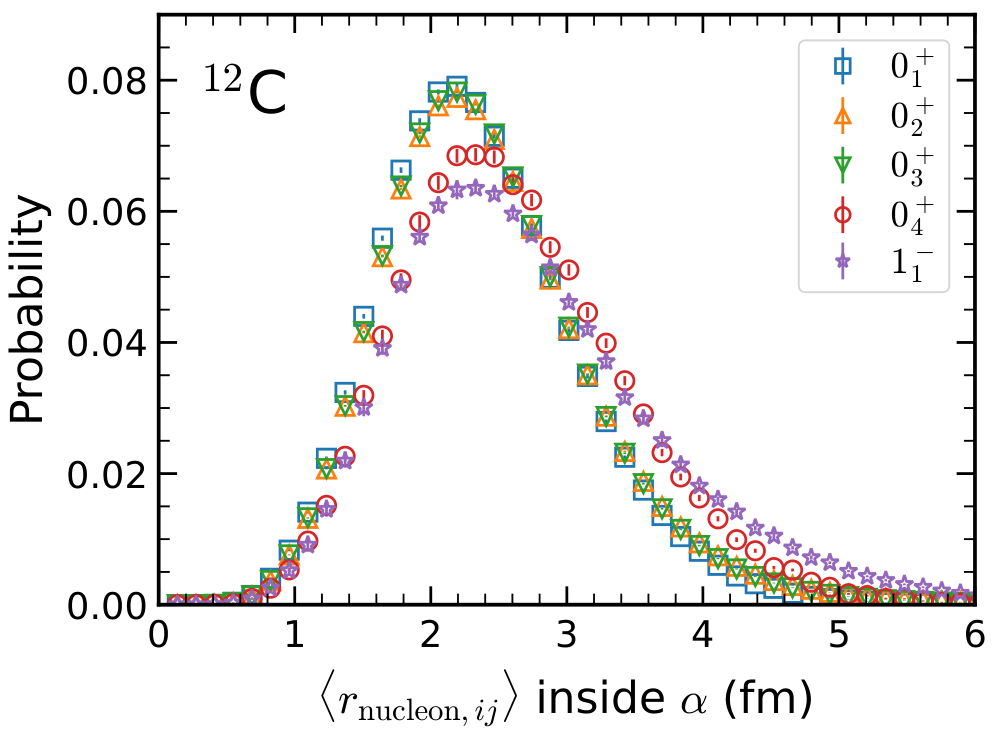 ¹²C
0₁⁺
0₂⁺
0₃⁺
0₄⁺
1₁⁻
Probability
0.08
0.06
0.04
0.02
0.00
0 1 2 3 4 5 6
⟨r_nucleon, ij⟩ inside α (fm)